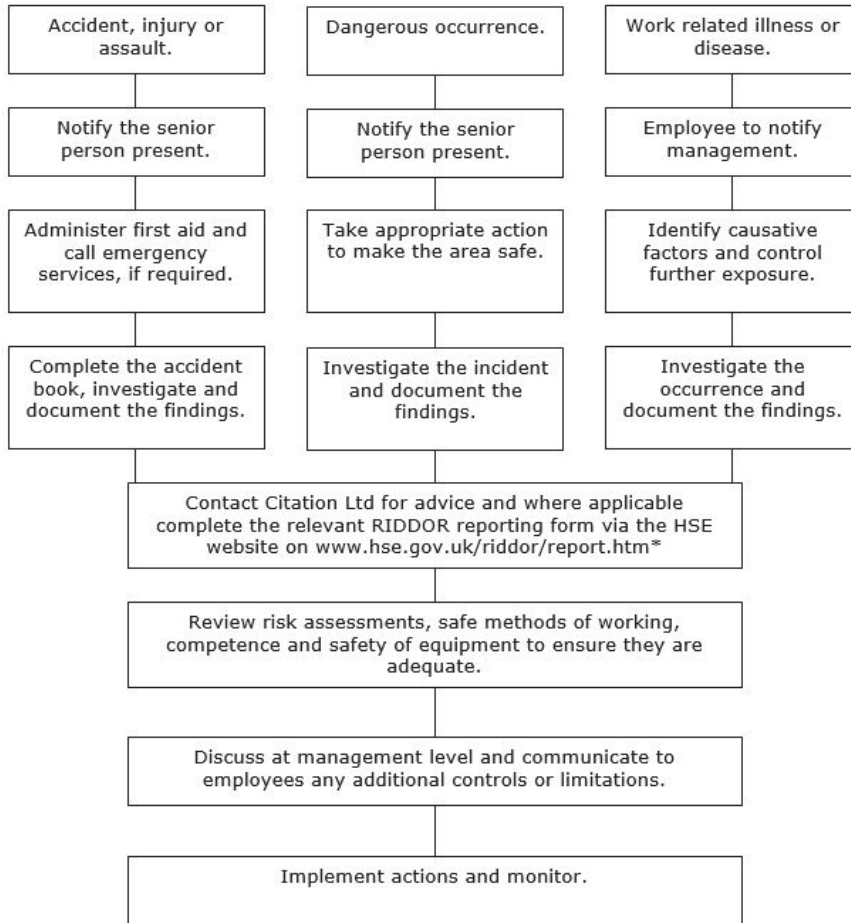 Accident, injury or
assault.
Dangerous occurrence.
Work related illness or
disease.
Notify the senior
person present.
Notify the senior
person present.
Employee to notify
management.
Administer first aid and
call emergency
services, if required.
Take appropriate action
to make the area safe.
Identify causative
factors and control
further exposure.
Complete the accident
book, investigate and
document the findings.
Investigate the incident
and document the
findings.
Investigate the
occurrence and
document the findings.
Contact Citation Ltd for advice and where applicable
complete the relevant RIDDOR reporting form via the HSE
website on www.hse.gov.uk/riddor/report.htm*
Review risk assessments, safe methods of working,
competence and safety of equipment to ensure they are
adequate.
Discuss at management level and communicate to
employees any additional controls or limitations.
Implement actions and monitor.